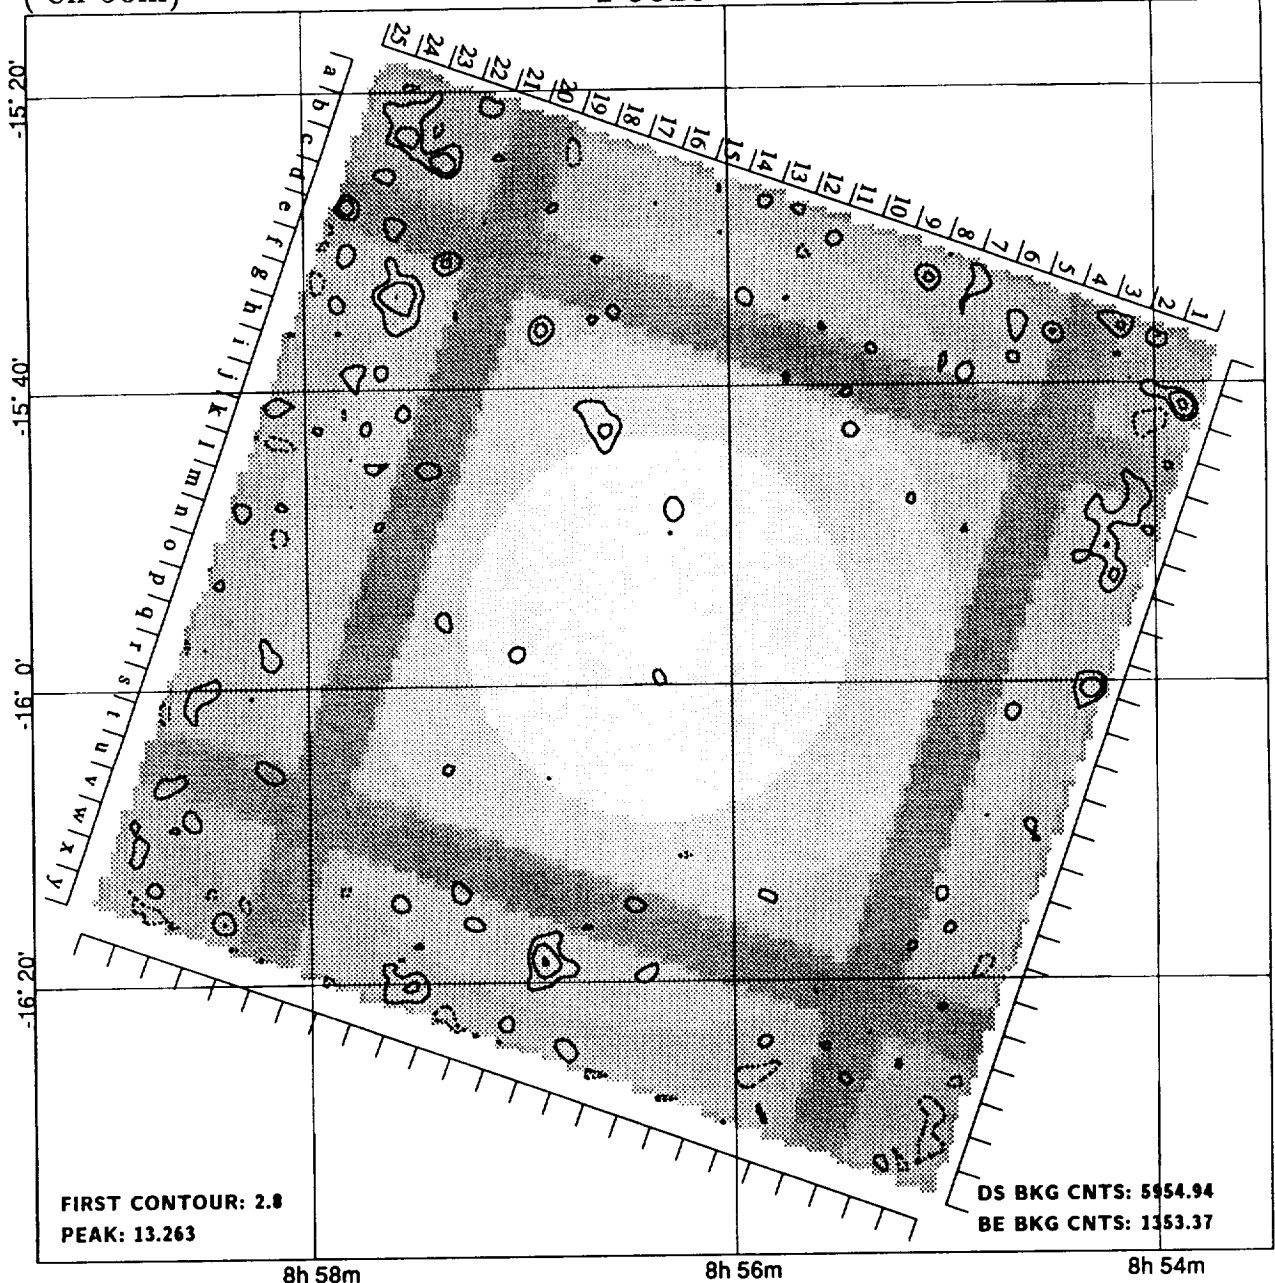 8h 00m)
25 24 23 22 21 20 19 18 17 16 15 14 13 12 11 10 9 8 7 6 5 4 3 2 1
a b c d e f g h i j k l m n o p q r s t u v w x y
-15° 20'
40'
-16° 0'
-16° 20'
FIRST CONTOUR: 2.8
PEAK: 13.263
DS BKG CNTS: 5954.94
BE BKG CNTS: 1353.37
8h 58m
8h 56m
8h 54m